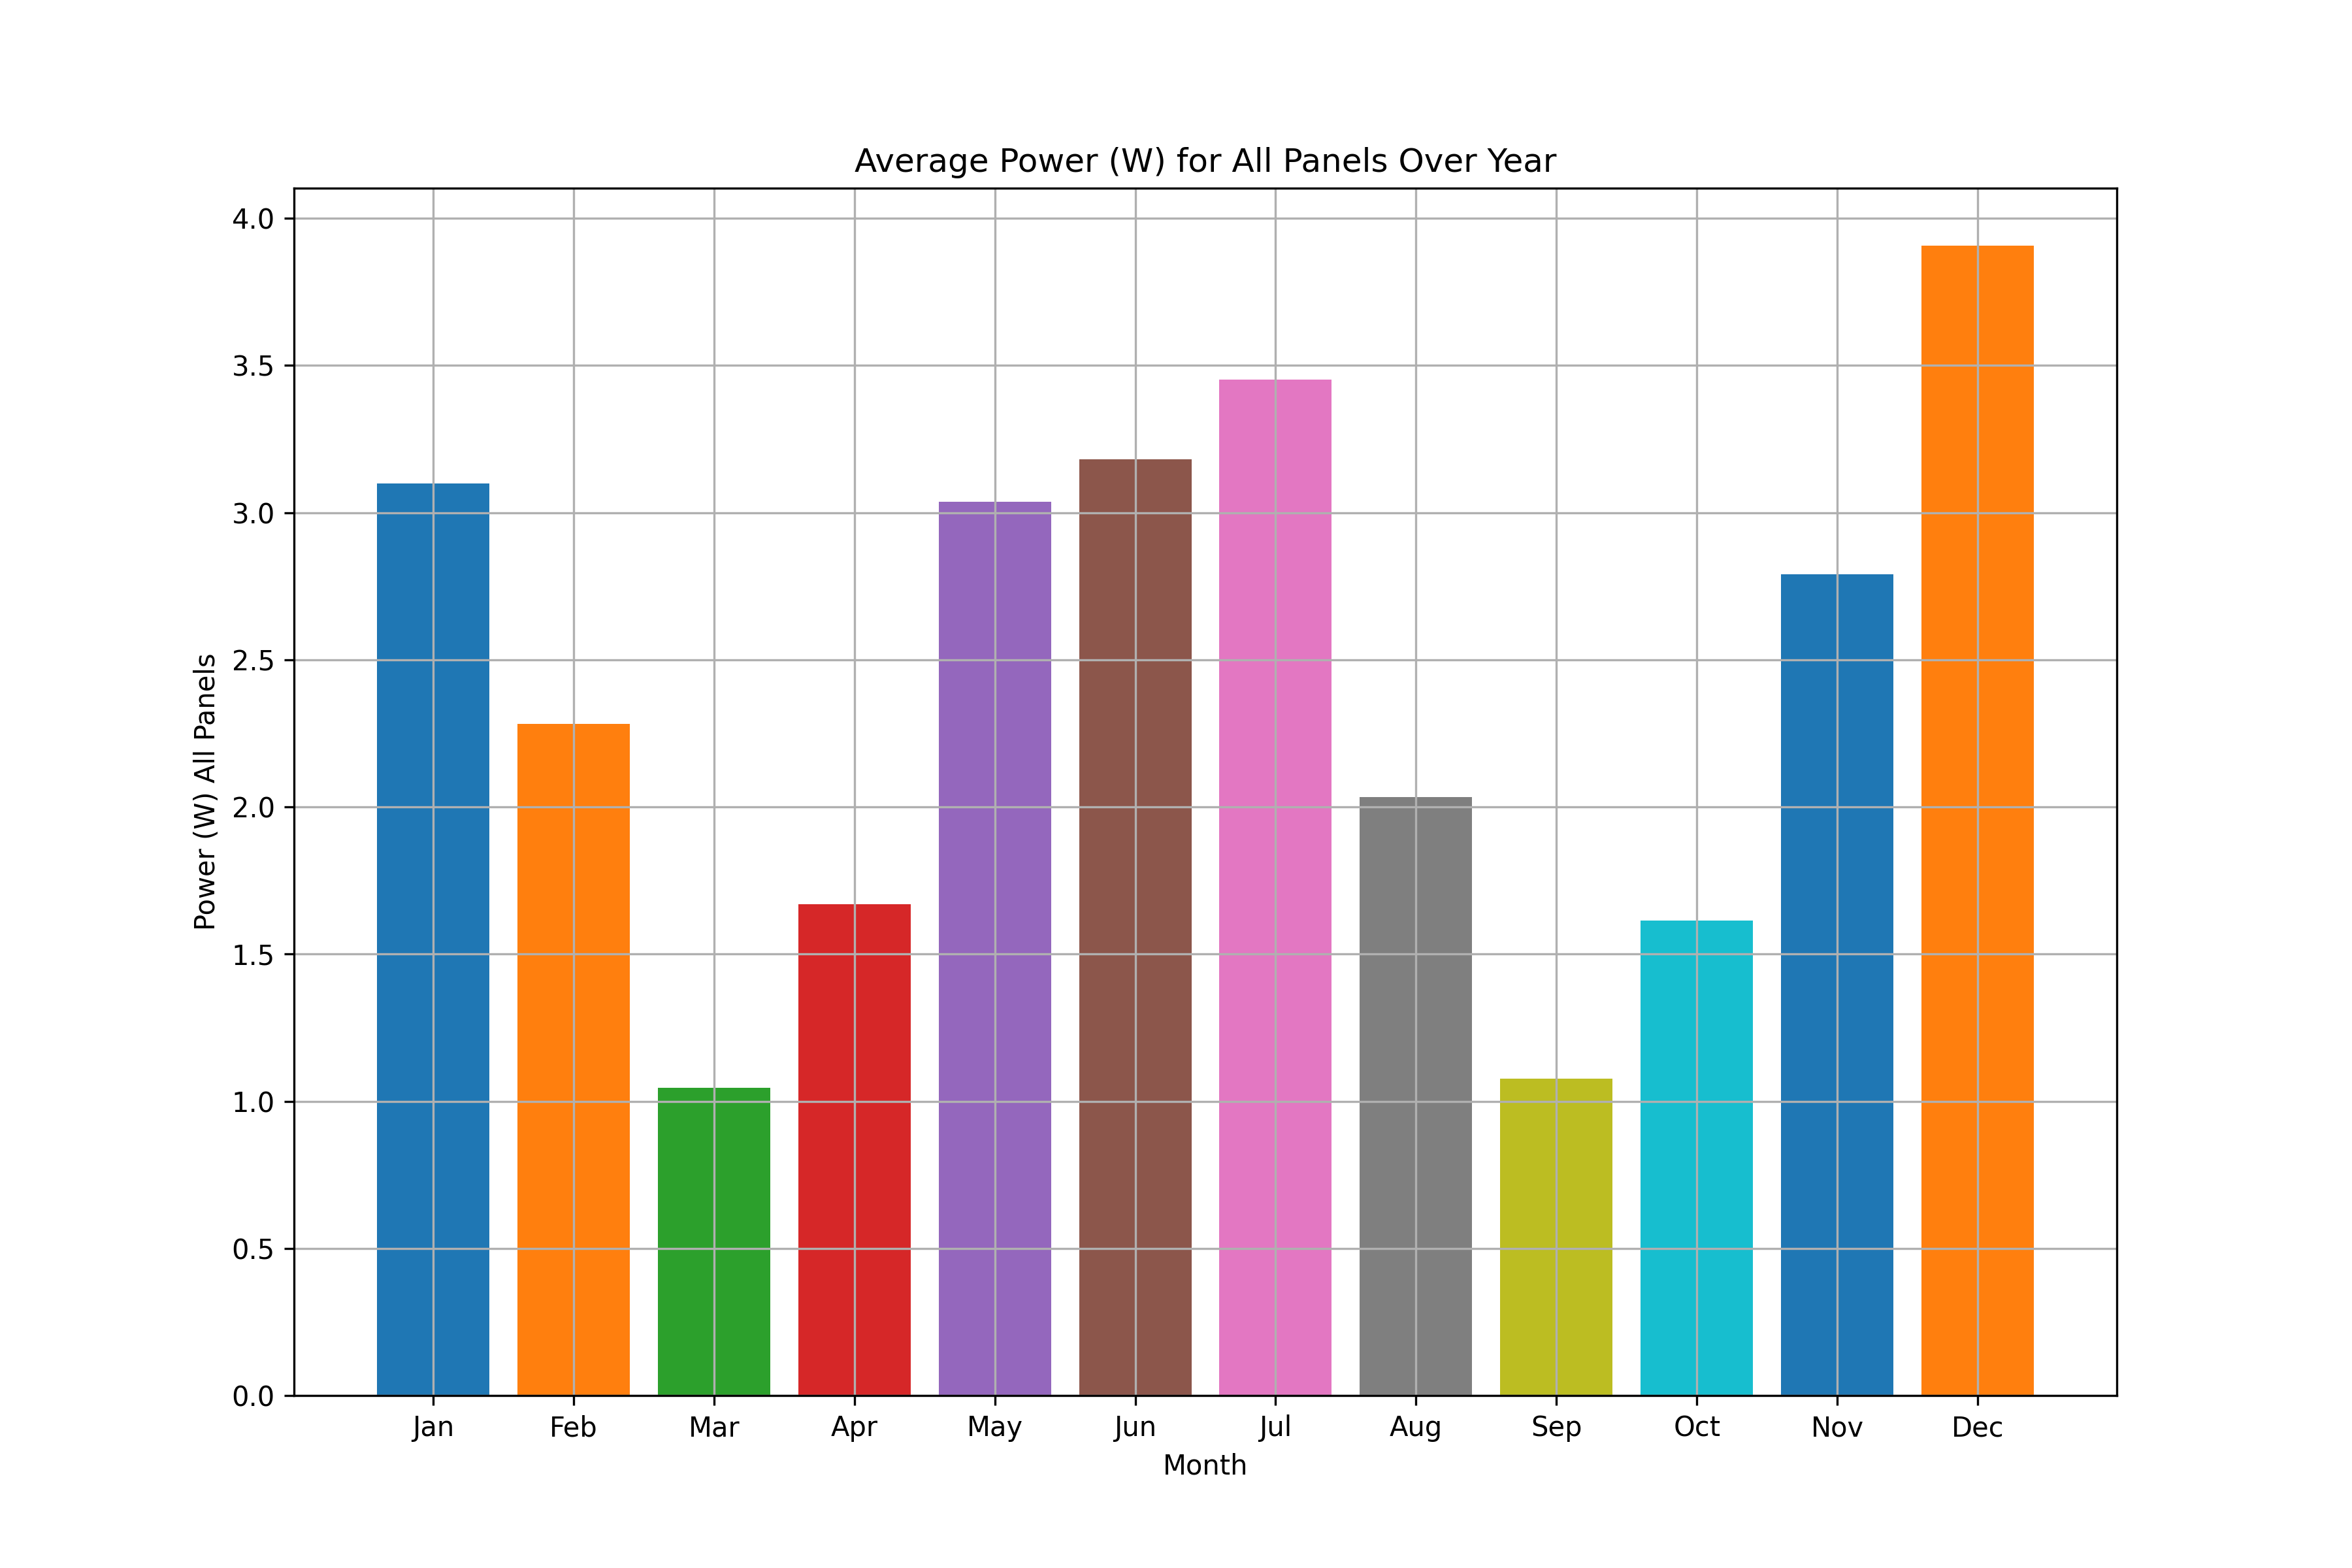 Average Power (W) for All Panels Over Year
Power (W) All Panels
4.0
3.5
3.0
2.5
2.0
1.5
1.0
0.5
0.0
Jan Feb Mar Apr May Jun Jul Aug Sep Oct Nov Dec
Month